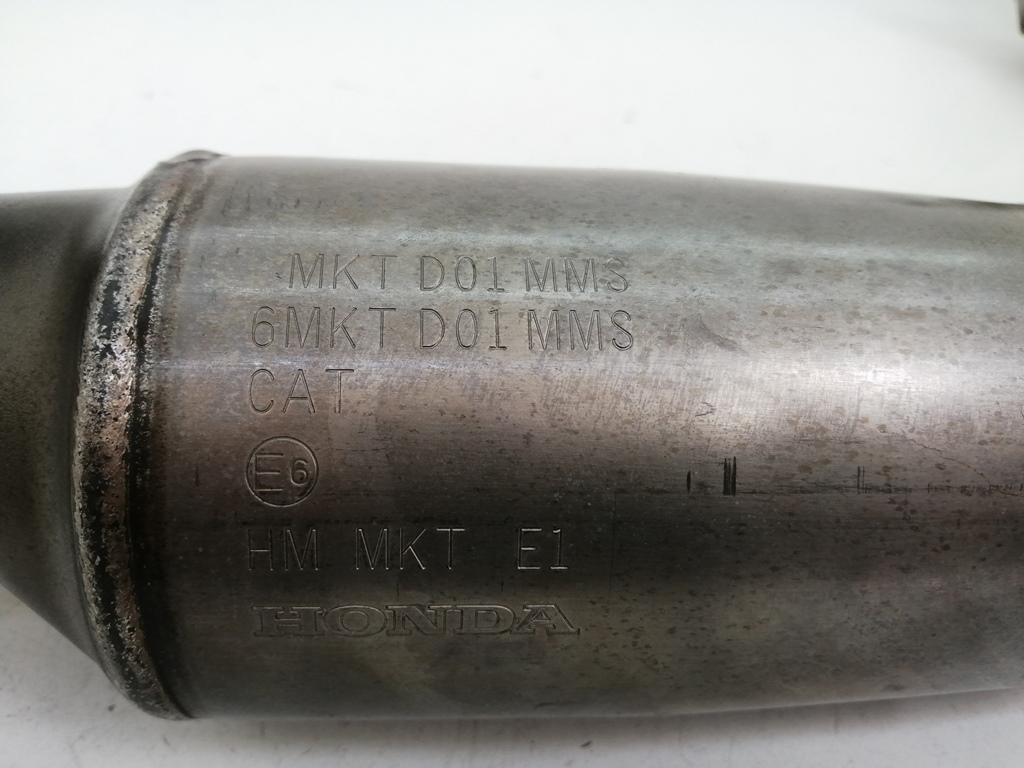 MKT D01 MMS
6MKT D01 MMS
CAT
E6
HM MKT E1
HONDA